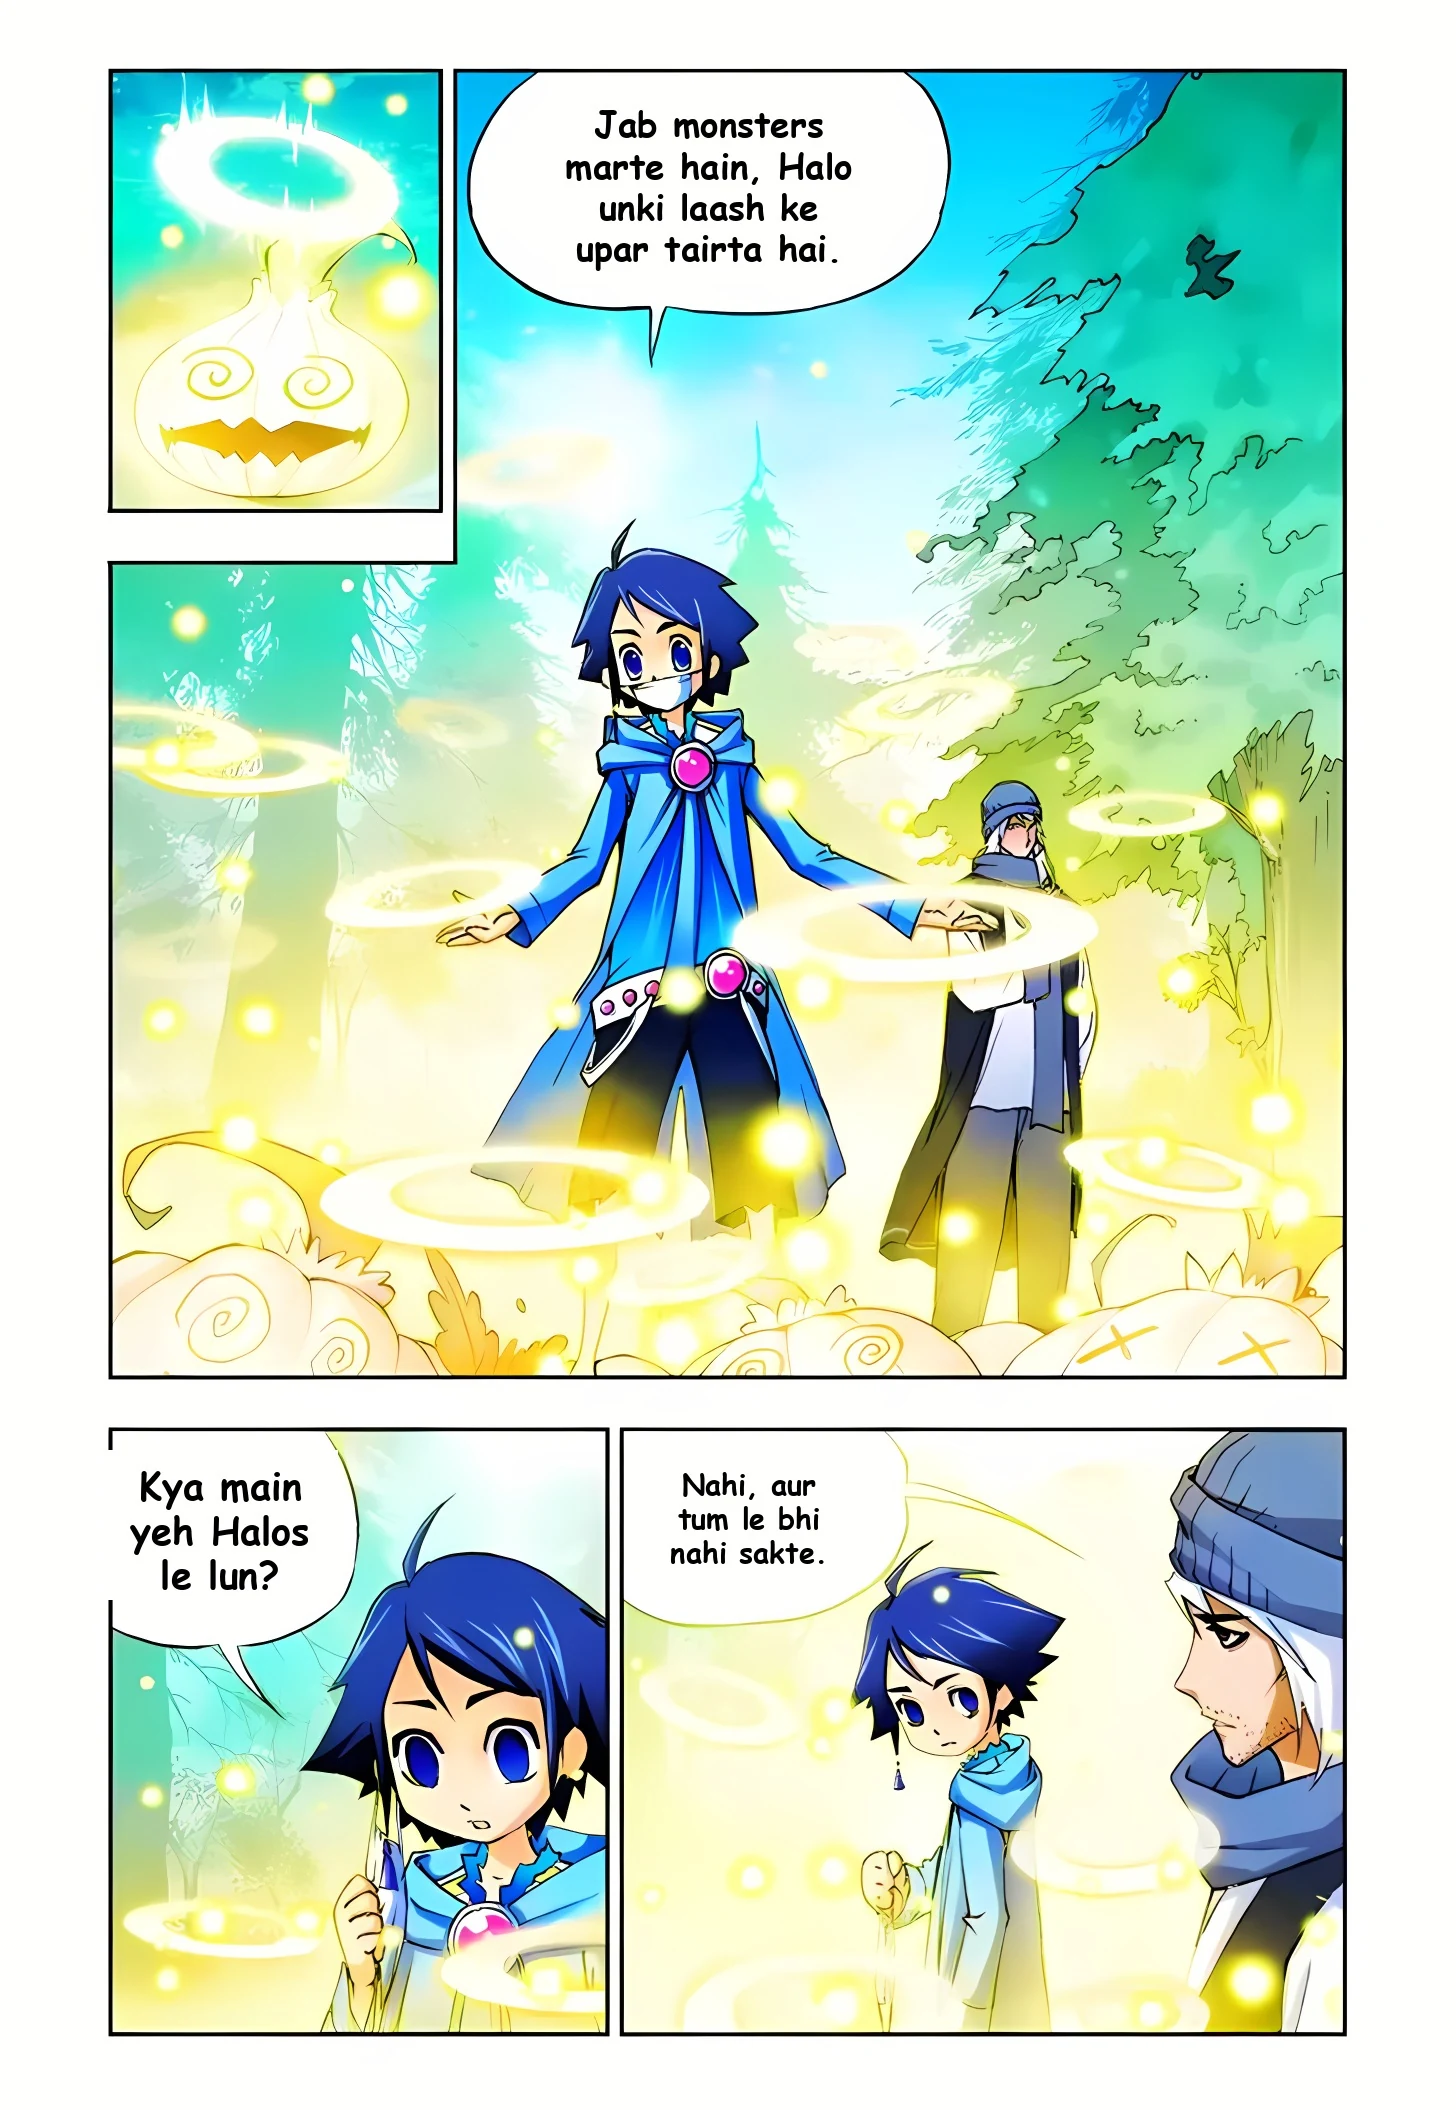 Jab monsters
marte hain, Halo
unki laash ke
upar tairta hai.
Kya main
yeh Halos
le lun?
Nahi, aur
tum le bhi
nahi sakte.